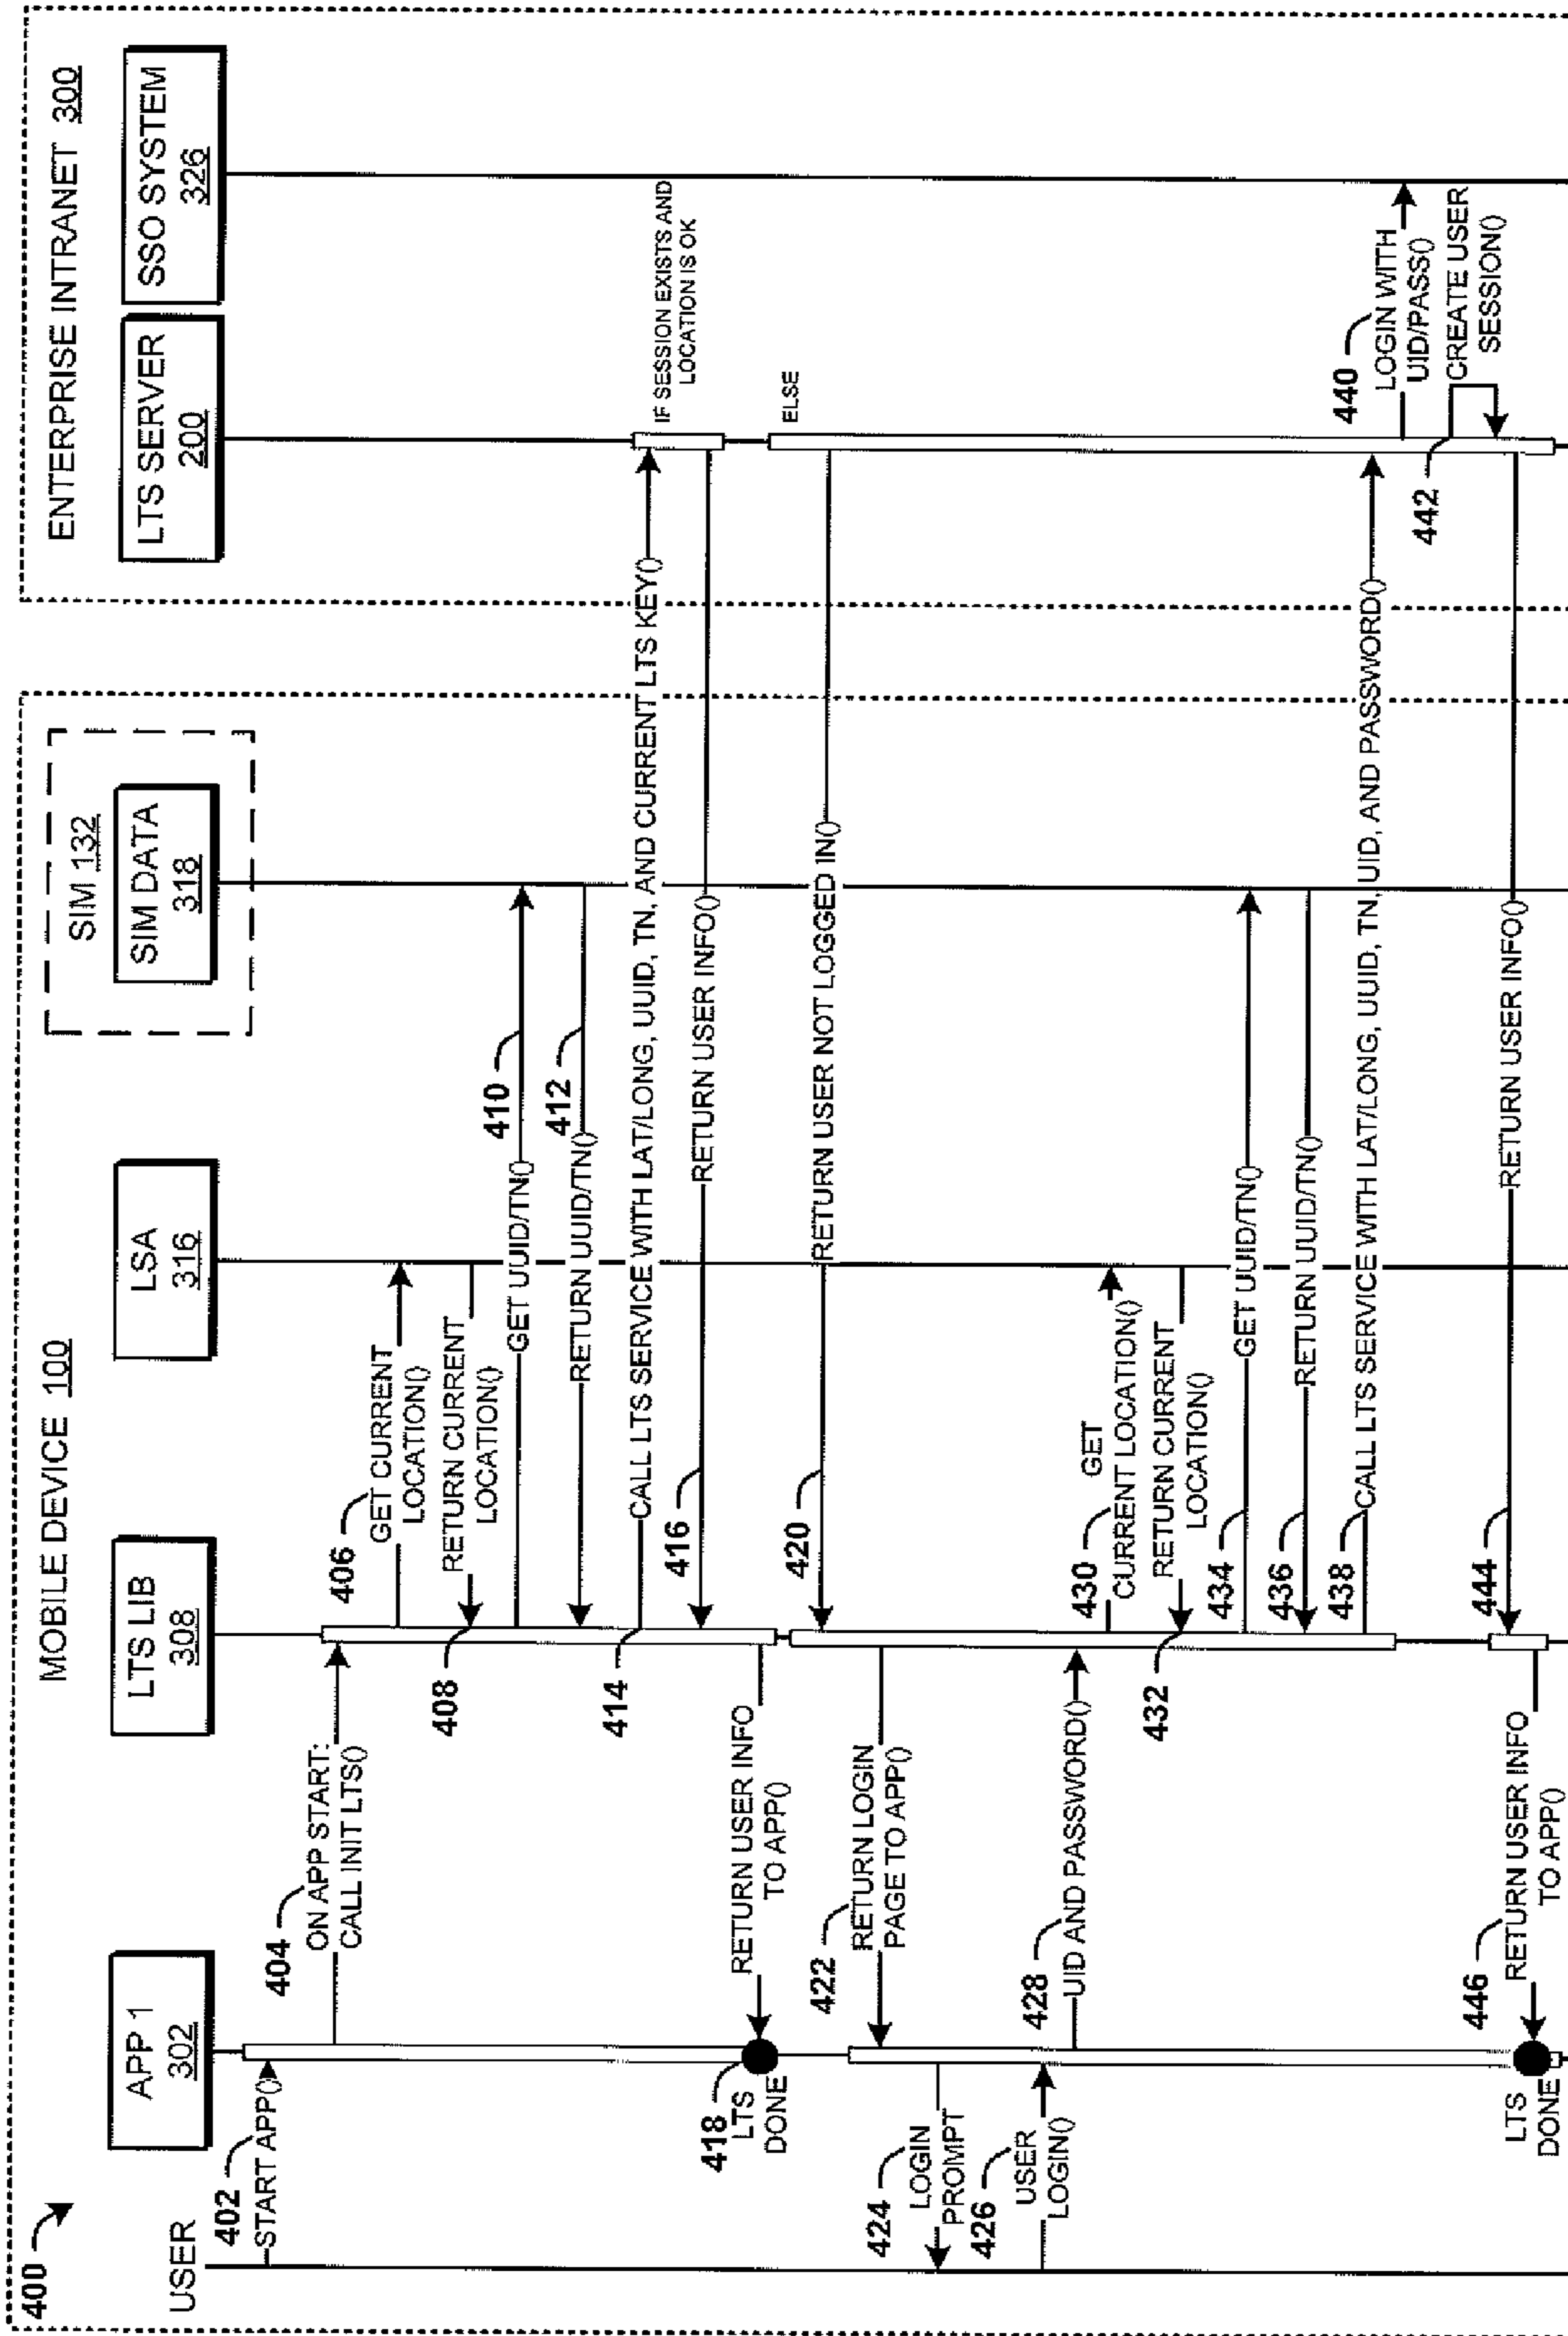 400
MOBILE DEVICE 100
ENTERPRISE INTRANET 300
SIM 132
USER
APP 1
302
LTS LIB
308
LSA
316
SIM DATA
318
LTS SERVER
200
SSO SYSTEM
326
402
START APP()
404
ON APP START:
CALL INIT LTS()
406
GET CURRENT
LOCATION()
RETURN CURRENT
LOCATION()
408
GET UUID/TN()
410
RETURN UUID/TN()
412
414
CALL LTS SERVICE WITH LAT/LONG, UUID, TN, AND CURRENT LTS KEY()
IF SESSION EXISTS AND
LOCATION IS OK
416
RETURN USER INFO()
418
LTS
DONE
RETURN USER INFO
TO APP()
ELSE
420
RETURN USER NOT LOGGED IN()
422
RETURN LOGIN
PAGE TO APP()
424
LOGIN
PROMPT
426
USER
LOGIN()
428
UID AND PASSWORD()
430
GET
CURRENT LOCATION()
RETURN CURRENT
LOCATION()
432
434
GET UUID/TN()
436
RETURN UUID/TN()
438
CALL LTS SERVICE WITH LAT/LONG, UUID, TN, UID, AND PASSWORD()
440
LOGIN WITH
UID/PASS()
442
CREATE USER
SESSION()
444
RETURN USER INFO()
446
RETURN USER INFO
TO APP()
LTS
DONE